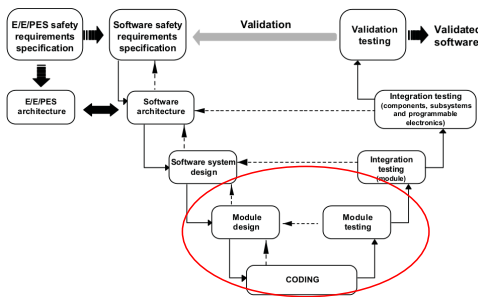 E/E/PES safety
requirements
specification
Software safety
requirements
specification
Validation
Validation
testing
Validated
software
E/E/PES
architecture
Software
architecture
Integration testing
(components, subsystems
and programmable
electronics)
Software system
design
Integration
testing
(module)
Module
design
Module
testing
CODING